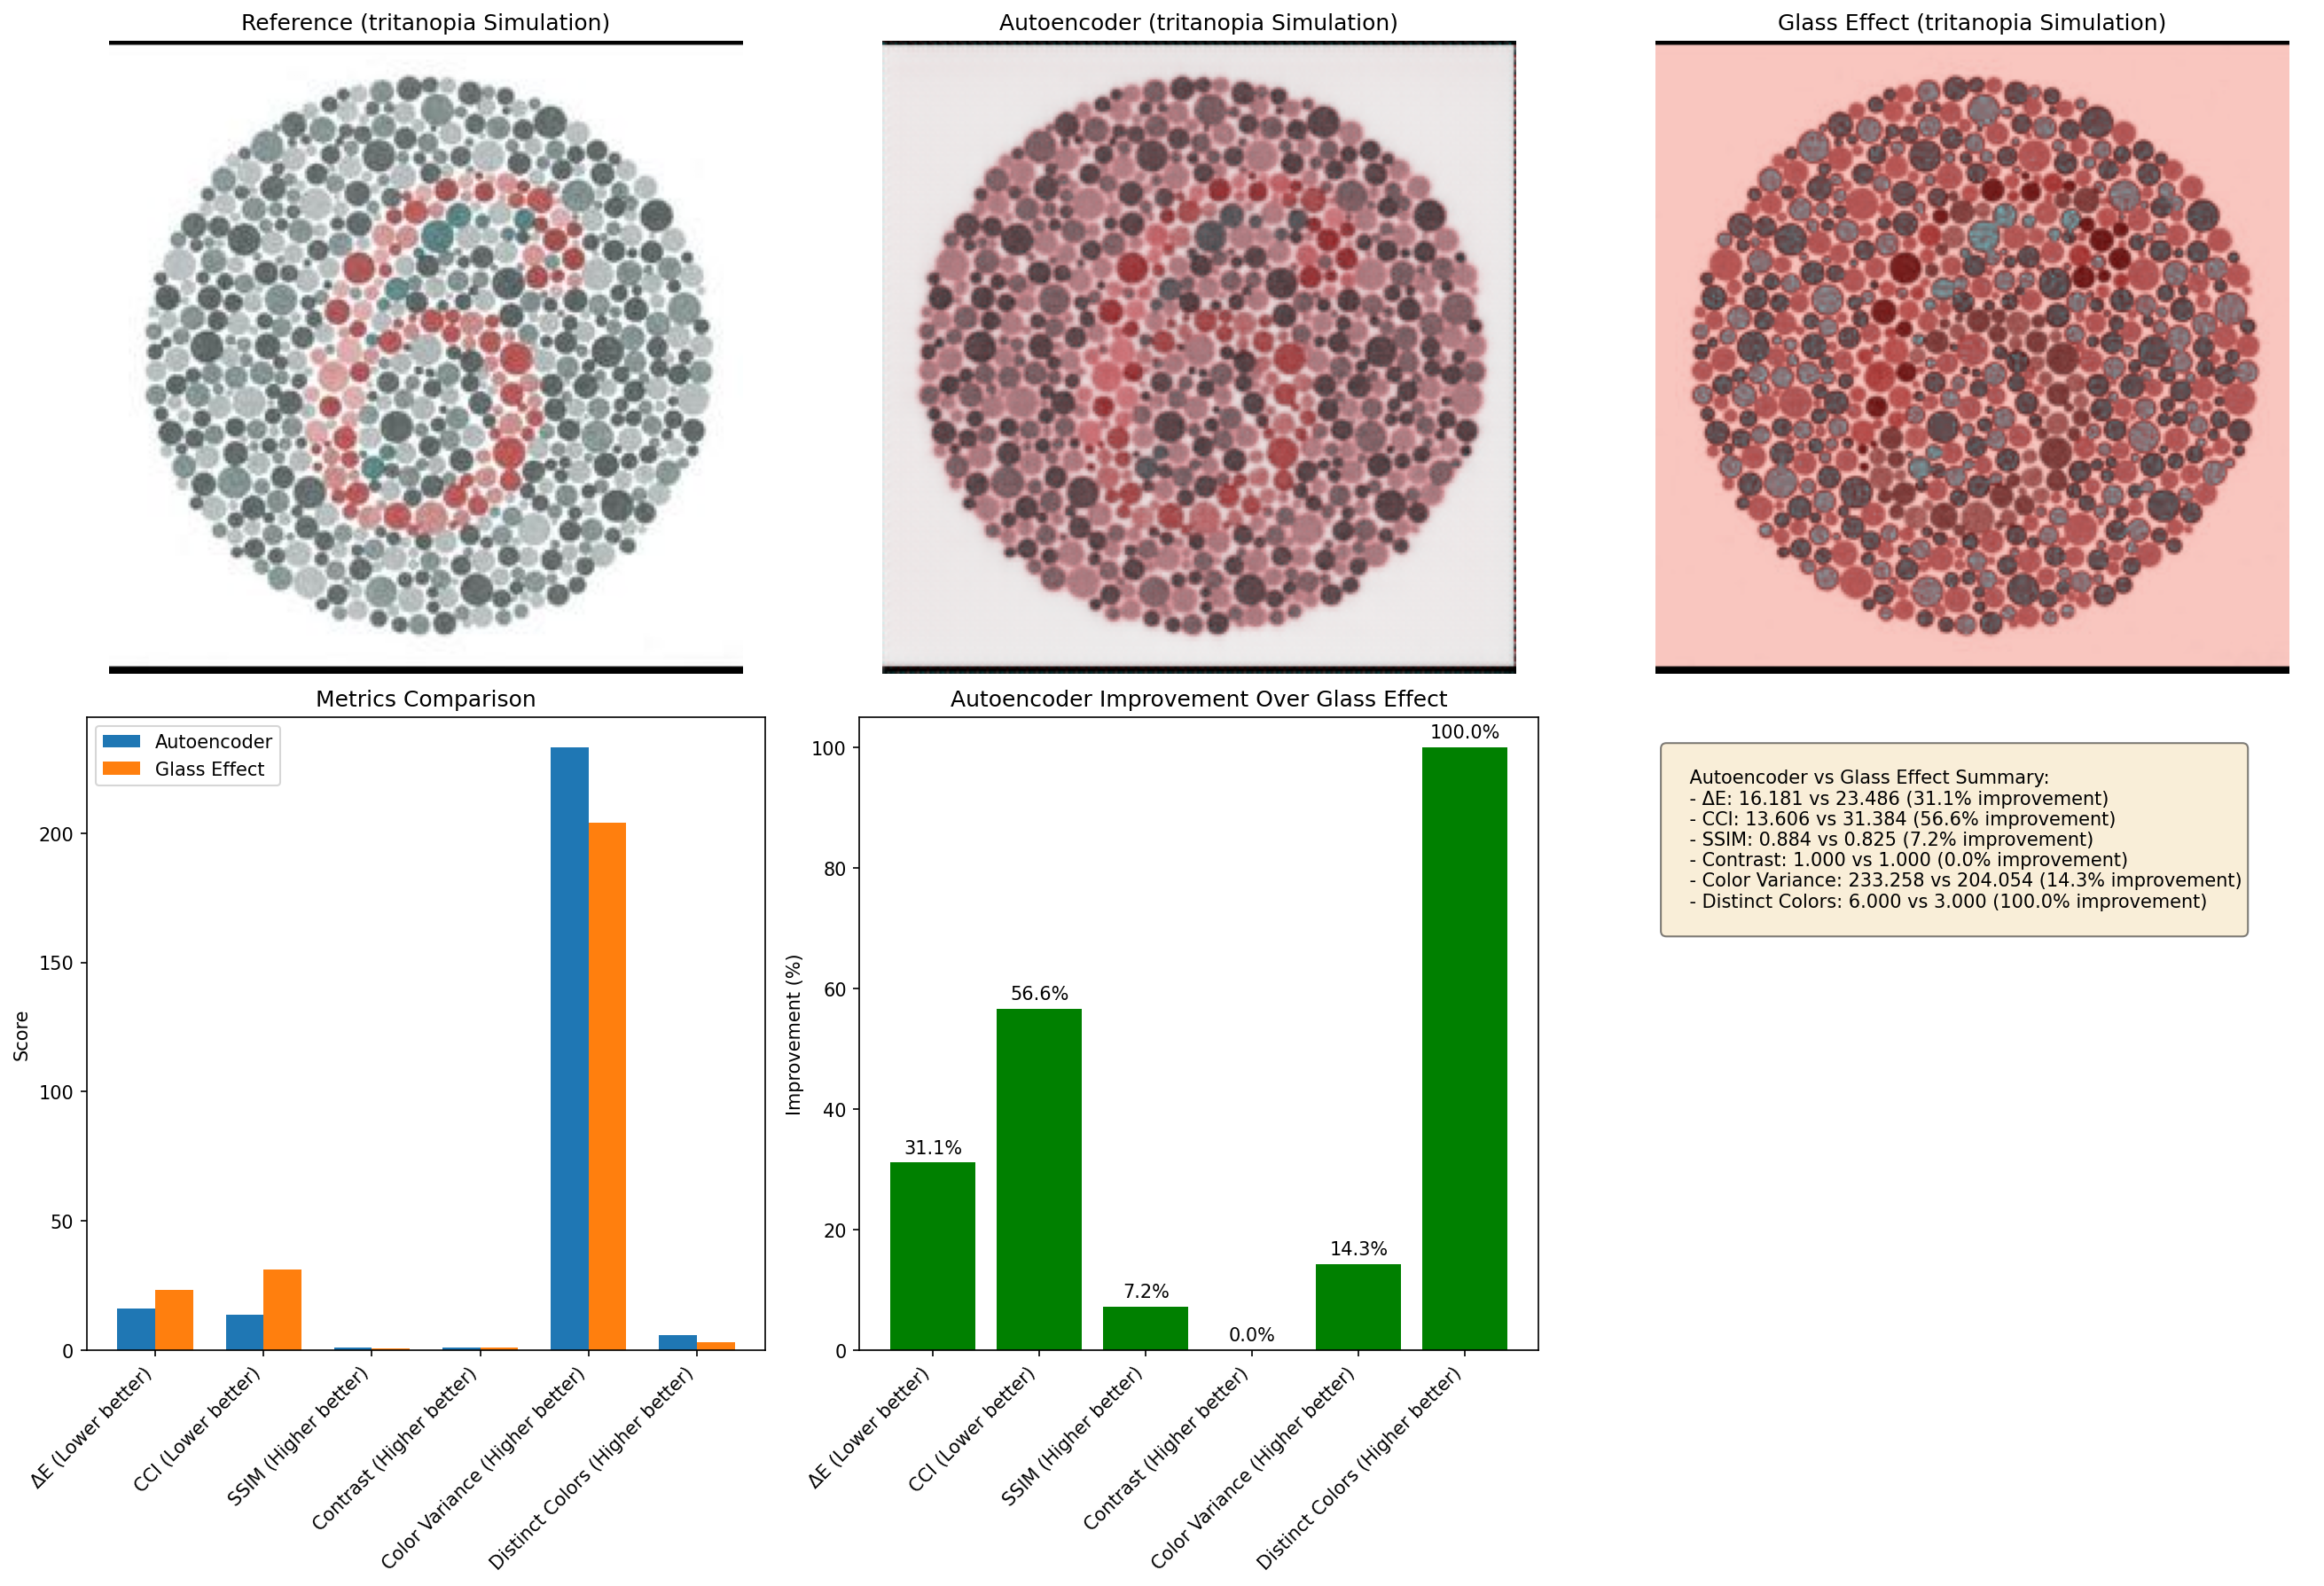 Reference (tritanopia Simulation)
Autoencoder (tritanopia Simulation)
Glass Effect (tritanopia Simulation)
6
Metrics Comparison
Autoencoder
Glass Effect
Score
200
150
100
50
0
ΔE (Lower better)
CCI (Lower better)
SSIM (Higher better)
Contrast (Higher better)
Color Variance (Higher better)
Distinct Colors (Higher better)
Autoencoder Improvement Over Glass Effect
Improvement (%)
100
80
60
40
20
0
31.1%
56.6%
7.2%
0.0%
14.3%
100.0%
ΔE (Lower better)
CCI (Lower better)
SSIM (Higher better)
Contrast (Higher better)
Color Variance (Higher better)
Distinct Colors (Higher better)
Autoencoder vs Glass Effect Summary:
- ΔE: 16.181 vs 23.486 (31.1% improvement)
- CCI: 13.606 vs 31.384 (56.6% improvement)
- SSIM: 0.884 vs 0.825 (7.2% improvement)
- Contrast: 1.000 vs 1.000 (0.0% improvement)
- Color Variance: 233.258 vs 204.054 (14.3% improvement)
- Distinct Colors: 6.000 vs 3.000 (100.0% improvement)